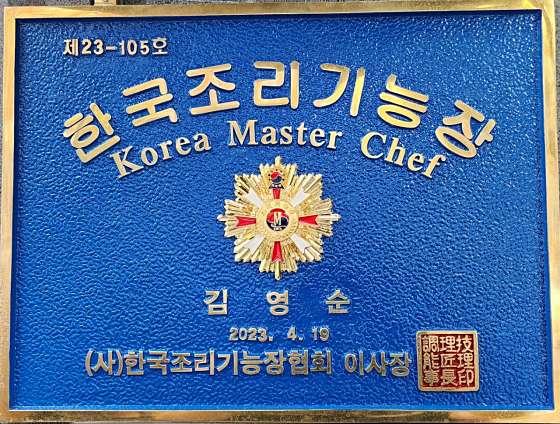 제23-105호
한국조리기능장
Korea Master Chef
M
김 영 순
2023. 4. 19
(사)한국조리기능장협회 이사장